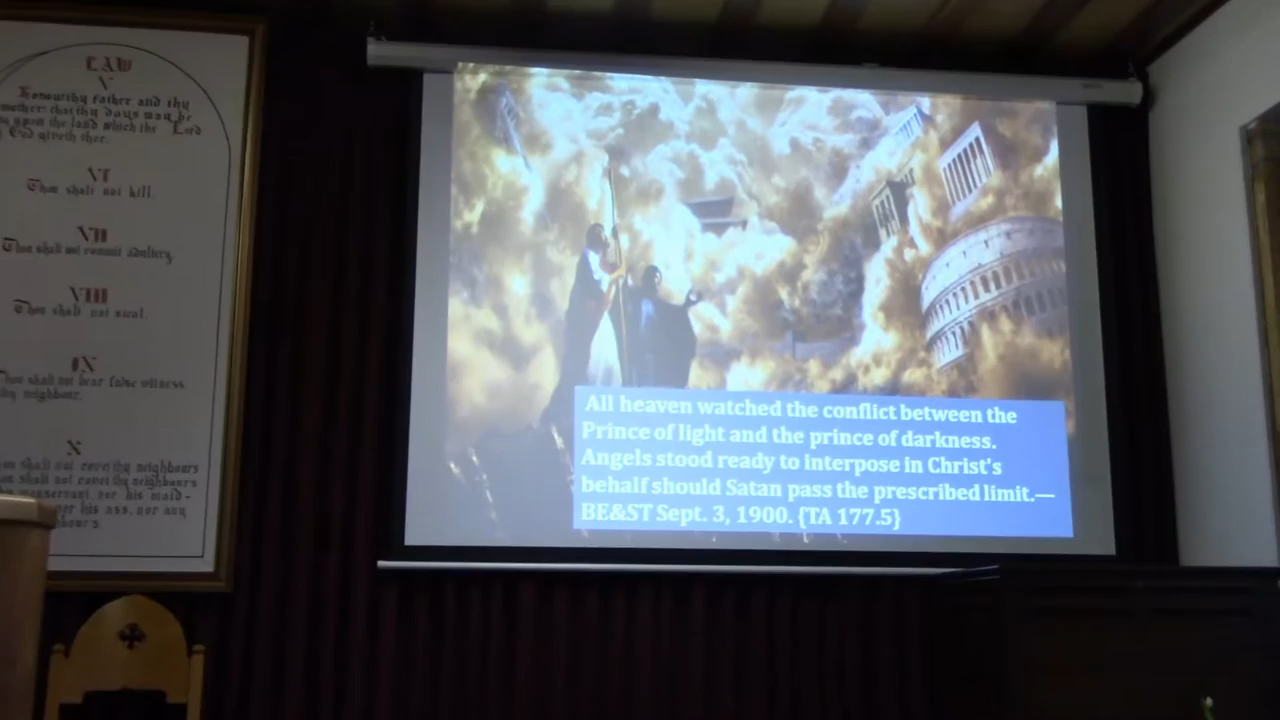 LAW
V
Honour thy father and thy
mother: that thy days may be
upon the land which the Lord
God giveth thee.
VI
Thou shalt not kill.
VII
Thou shalt not commit adultery.
VIII
Thou shalt not steal.
IX
Thou shalt not bear false witness
thy neighbour.
X
shalt not covet thy neighbours
shalt not covet thy neighbours
manservant, nor his maid-
nor his ass, nor any
All heaven watched the conflict between the
Prince of light and the prince of darkness.
Angels stood ready to interpose in Christ's
behalf should Satan pass the prescribed limit.—
BE&ST Sept. 3, 1900. {TA 177.5}